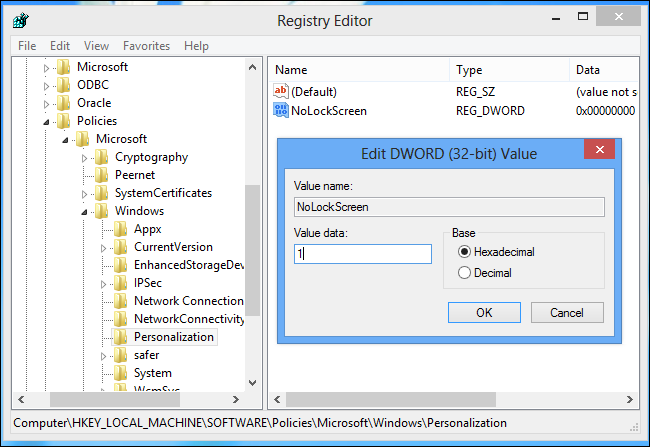 Registry Editor
File Edit View Favorites Help
Microsoft
ODBC
Oracle
Policies
Microsoft
Cryptography
Peernet
SystemCertificates
Windows
Appx
CurrentVersion
EnhancedStorageDev
IPSec
Network Connection
NetworkConnectivity
Personalization
safer
System
WcmSvc
Name Type Data
ab (Default) REG_SZ (value not s
NoLockScreen REG_DWORD 0x00000000
Edit DWORD (32-bit) Value
Value name:
NoLockScreen
Value data:
1
Base
Hexadecimal
Decimal
OK Cancel
Computer\HKEY_LOCAL_MACHINE\SOFTWARE\Policies\Microsoft\Windows\Personalization